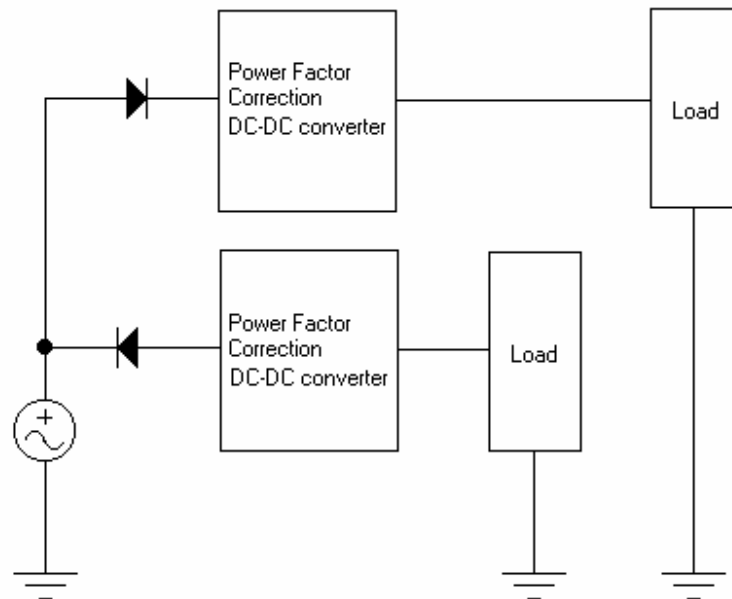 Power Factor
Correction
DC-DC converter
Load
Power Factor
Correction
DC-DC converter
Load
+